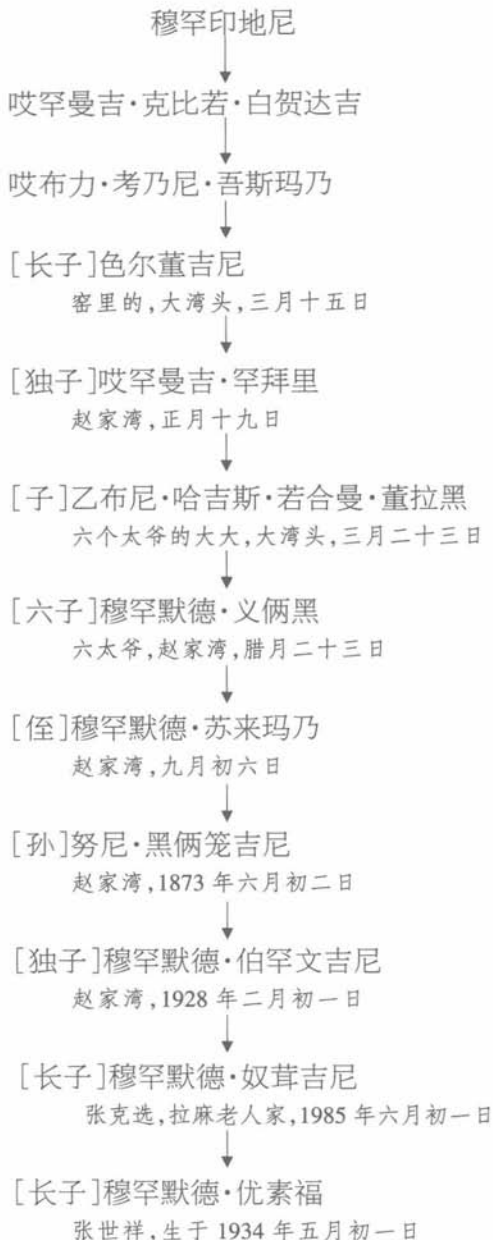 穆罕印地尼
哎罕曼吉·克比若·白贺达吉
哎布力·考乃尼·吾斯玛乃
[长子]色尔董吉尼
窑里的,大湾头,三月十五日
[独子]哎罕曼吉·罕拜里
赵家湾,正月十九日
[子]乙布尼·哈吉斯·若合曼·董拉黑
六个太爷的大大,大湾头,三月二十三日
[六子]穆罕默德·义俩黑
六太爷,赵家湾,腊月二十三日
[侄]穆罕默德·苏来玛乃
赵家湾,九月初六日
[孙]努尼·黑俩笼吉尼
赵家湾,1873年六月初二日
[独子]穆罕默德·伯罕文吉尼
赵家湾,1928年二月初一日
[长子]穆罕默德·奴茸吉尼
张克选,拉麻老人家,1985年六月初一日
[长子]穆罕默德·优素福
张世祥,生于1934年五月初一日